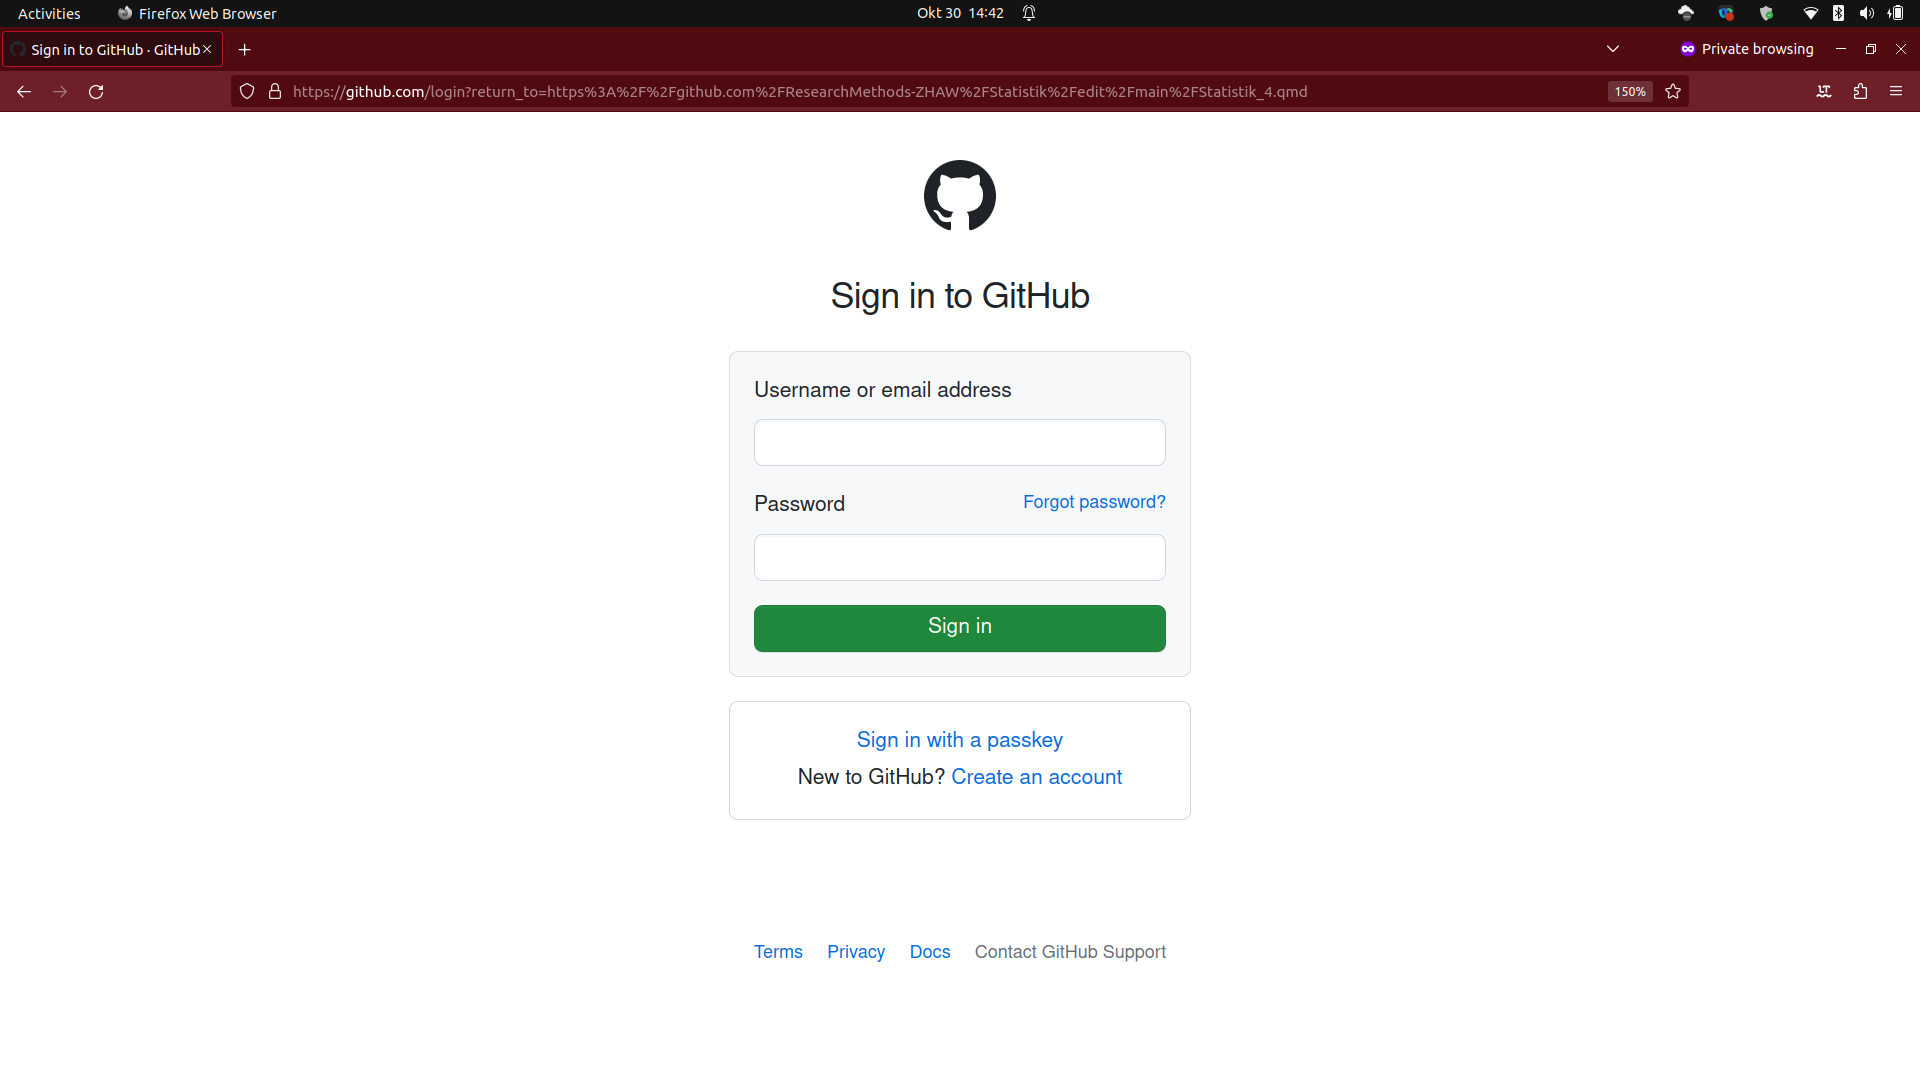 Activities Firefox Web Browser Okt 30 14:42
Sign in to GitHub · GitHub Private browsing
https://github.com/login?return_to=https%3A%2F%2Fgithub.com%2FResearchMethods-ZHAW%2FStatistik%2Fedit%2Fmain%2FStatistik_4.qmd 150%
Sign in to GitHub
Username or email address
Password Forgot password?
Sign in
Sign in with a passkey
New to GitHub? Create an account
Terms Privacy Docs Contact GitHub Support